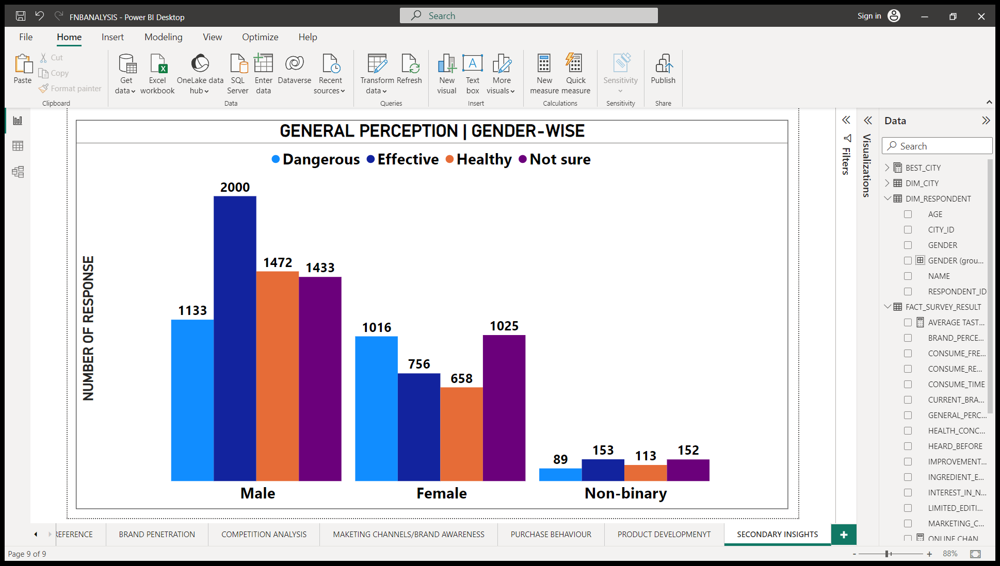 FNBANALYSIS - Power BI Desktop
Search
Sign in
File Home Insert Modeling View Optimize Help
Paste
Cut
Copy
Format painter
Clipboard
Get data
Excel workbook
OneLake data hub
SQL Server
Enter data
Dataverse
Recent sources
Data
Transform data
Refresh
Queries
New visual
Text box
More visuals
Insert
New measure
Quick measure
Calculations
Sensitivity
Sensitivity
Publish
Share
GENERAL PERCEPTION | GENDER-WISE
Dangerous Effective Healthy Not sure
NUMBER OF RESPONSE
1133 2000 1472 1433
1016 756 658 1025
89 153 113 152
Male Female Non-binary
Filters
Visualizations
Data
Search
BEST_CITY
DIM_CITY
DIM_RESPONDENT
AGE
CITY_ID
GENDER
GENDER (grou...
NAME
RESPONDENT_ID
FACT_SURVEY_RESULT
AVERAGE TAST...
BRAND_PERCE...
CONSUME_FRE...
CONSUME_RE...
CONSUME_TIME
CURRENT_BRA...
GENERAL_PERC...
HEALTH_CONC...
HEARD_BEFORE
IMPROVEMENT...
INGREDIENT_E...
INTEREST_IN_N...
LIMITED_EDITI...
MARKETING_C...
ONLINE CHAN
REFERENCE BRAND PENETRATION COMPETITION ANALYSIS MAKETING CHANNELS/BRAND AWARENESS PURCHASE BEHAVIOUR PRODUCT DEVELOPMENYT SECONDARY INSIGHTS +
Page 9 of 9
- + 88%